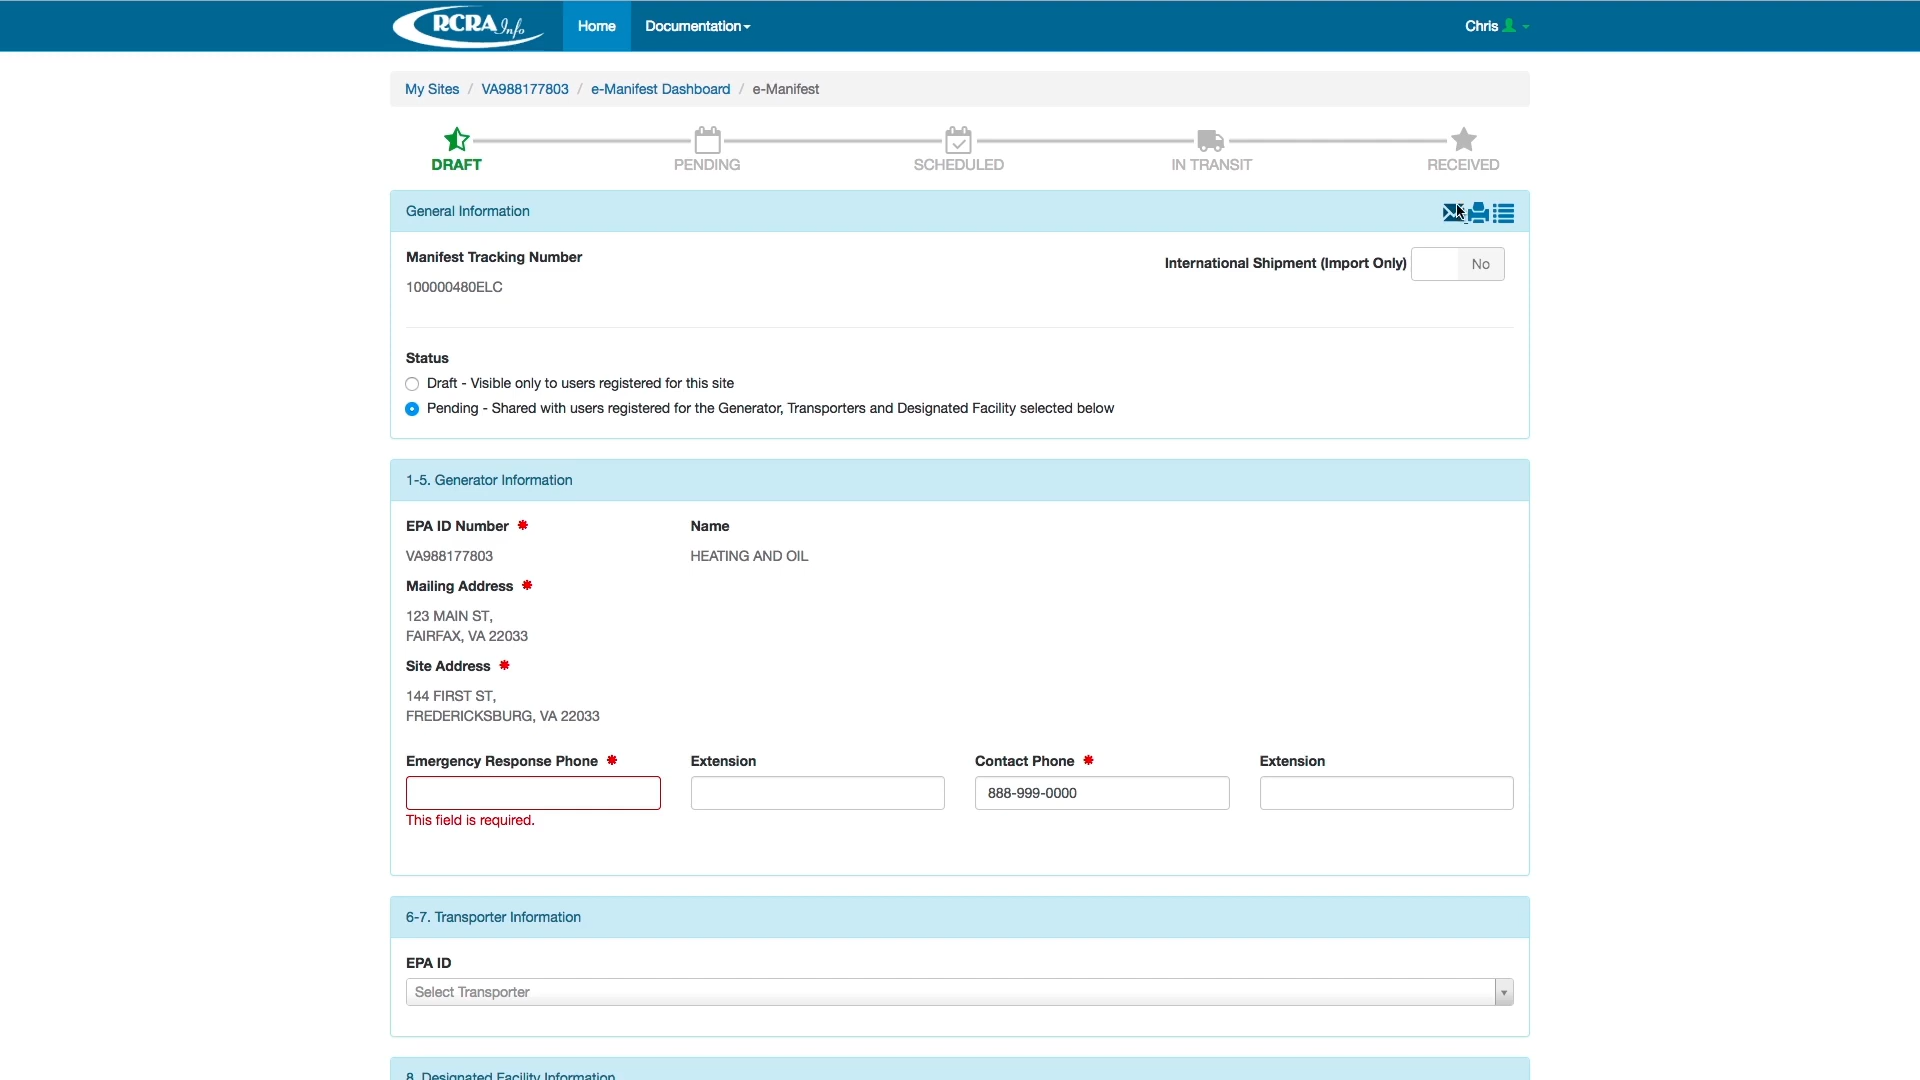 RCRAInfo Home Documentation Chris
My Sites / VA988177803 / e-Manifest Dashboard / e-Manifest
DRAFT PENDING SCHEDULED IN TRANSIT RECEIVED
General Information
Manifest Tracking Number
International Shipment (Import Only) No
100000480ELC
Status
Draft - Visible only to users registered for this site
Pending - Shared with users registered for the Generator, Transporters and Designated Facility selected below
1-5. Generator Information
EPA ID Number * Name
VA988177803 HEATING AND OIL
Mailing Address *
123 MAIN ST,
FAIRFAX, VA 22033
Site Address *
144 FIRST ST,
FREDERICKSBURG, VA 22033
Emergency Response Phone * Extension Contact Phone * Extension
888-999-0000
This field is required.
6-7. Transporter Information
EPA ID
Select Transporter
8. Designated Facility Information